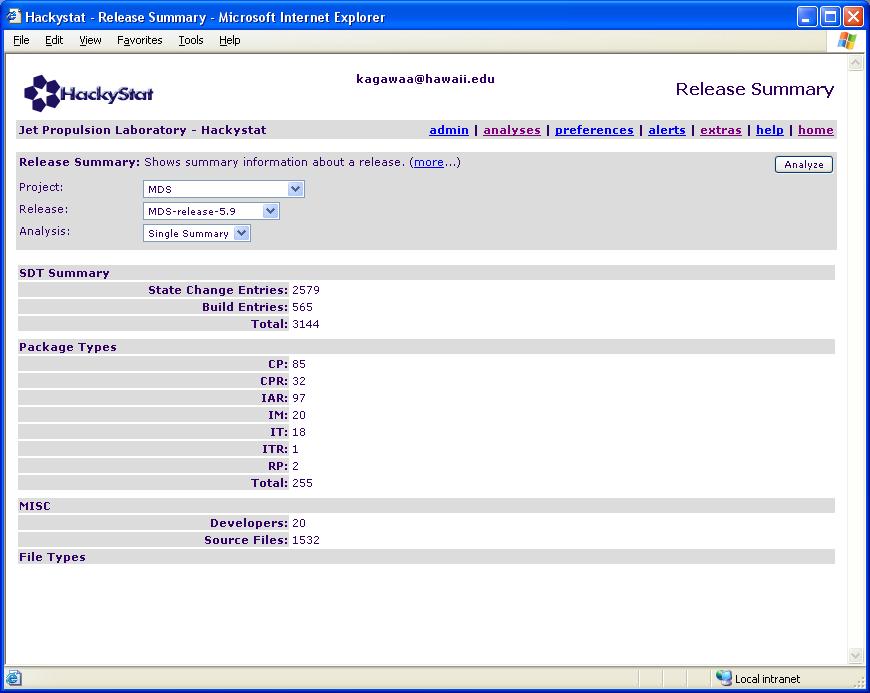 Hackystat - Release Summary - Microsoft Internet Explorer
File Edit View Favorites Tools Help
HackyStat
kagawaa@hawaii.edu
Release Summary
Jet Propulsion Laboratory - Hackystat admin | analyses | preferences | alerts | extras | help | home
Release Summary: Shows summary information about a release. (more...) Analyze
Project: MDS
Release: MDS-release-5.9
Analysis: Single Summary
SDT Summary
State Change Entries: 2579
Build Entries: 565
Total: 3144
Package Types
CP: 85
CPR: 32
IAR: 97
IM: 20
IT: 18
ITR: 1
RP: 2
Total: 255
MISC
Developers: 20
Source Files: 1532
File Types
Local intranet